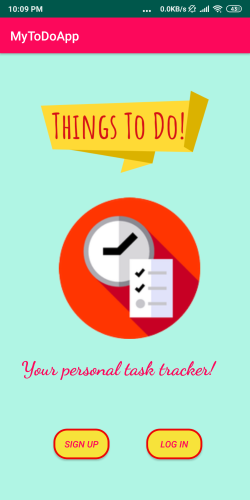 10:09 PM ... 0.0KB/s 43
MyToDoApp
THINGS TO DO!
Your personal task tracker!
SIGN UP LOG IN